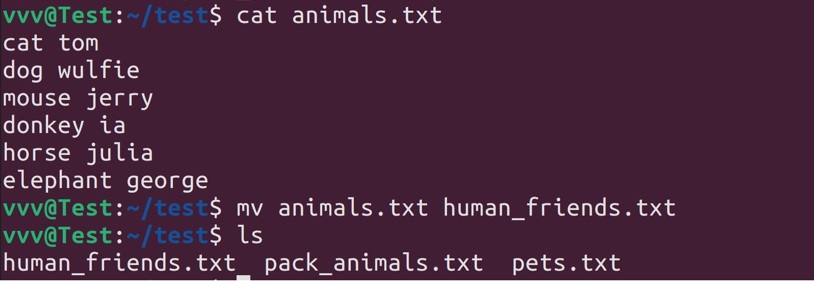 vvv@Test:~/test$ cat animals.txt
cat tom
dog wulfie
mouse jerry
donkey ia
horse julia
elephant george
vvv@Test:~/test$ mv animals.txt human_friends.txt
vvv@Test:~/test$ ls
human_friends.txt  pack_animals.txt  pets.txt